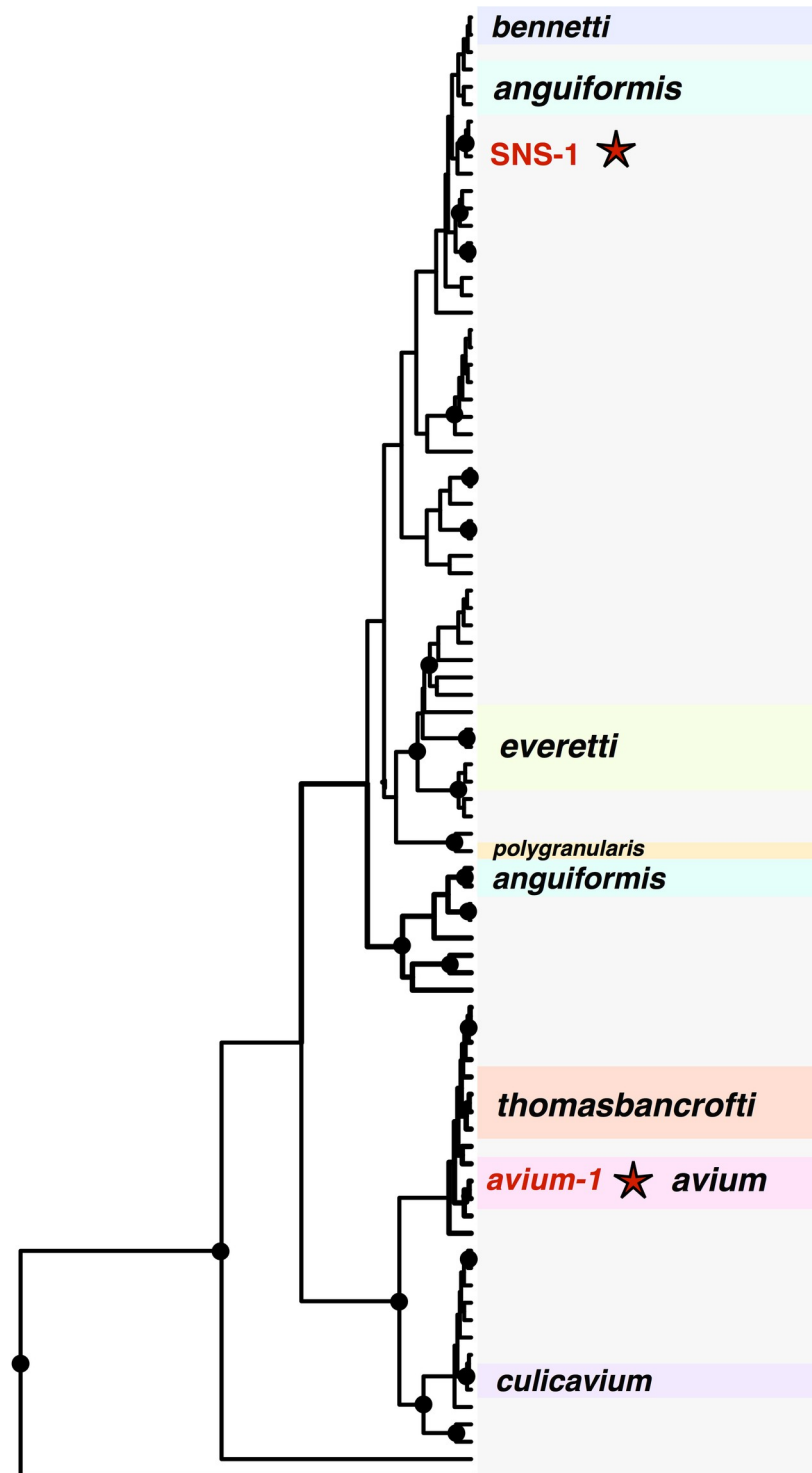 bennetti
anguiformis
SNS-1
everetti
polygranularis
anguiformis
thomasbancrofti
avium-1 avium
culicavium